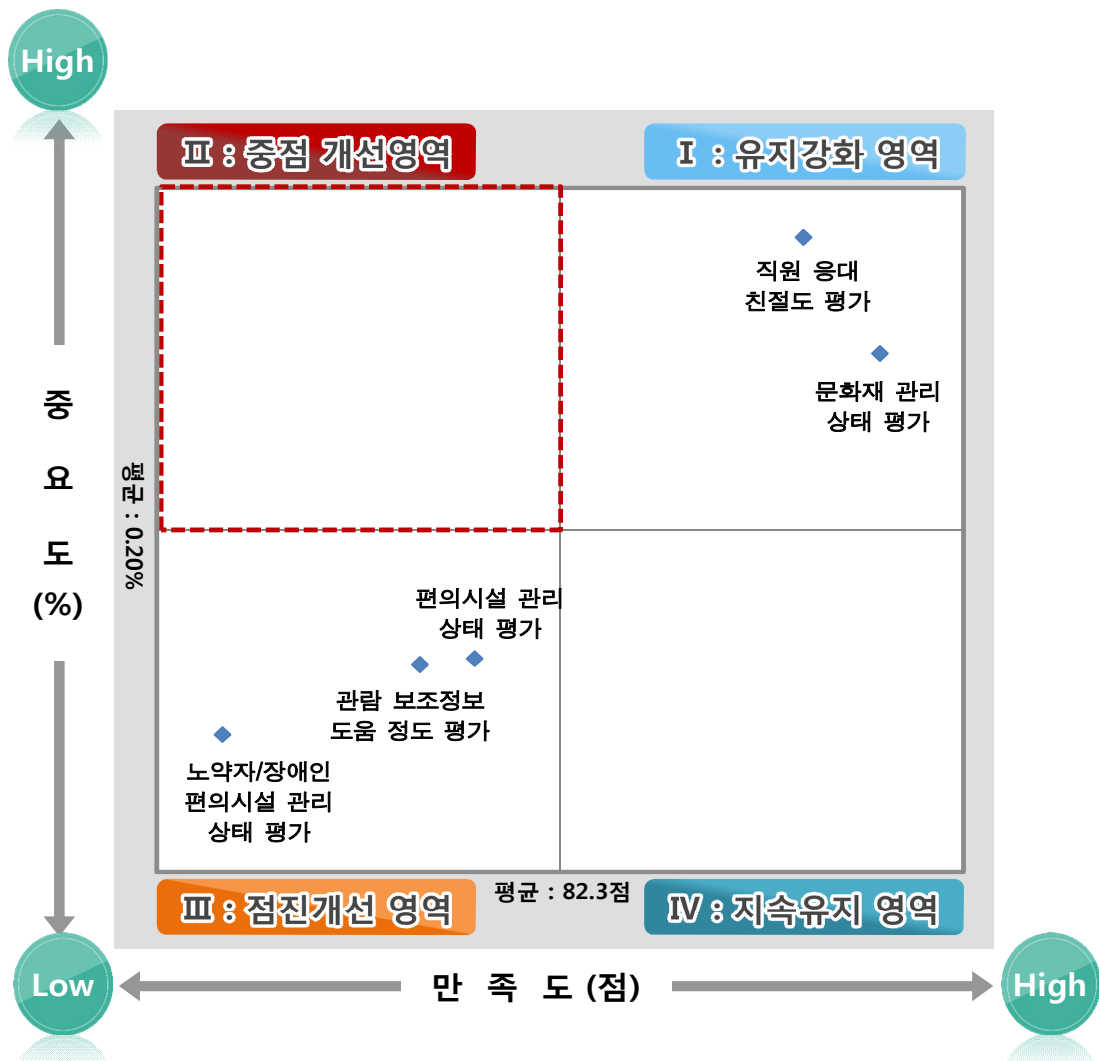 High
Ⅱ : 중점 개선영역
Ⅰ : 유지강화 영역
직원 응대
친절도 평가
문화재 관리
상태 평가
중
요
도
(%)
평균 : 0.20%
편의시설 관리
상태 평가
관람 보조정보
도움 정도 평가
노약자/장애인
편의시설 관리
상태 평가
Ⅲ : 점진개선 영역
평균 : 82.3점
Ⅳ : 지속유지 영역
Low
만 족 도 (점)
High